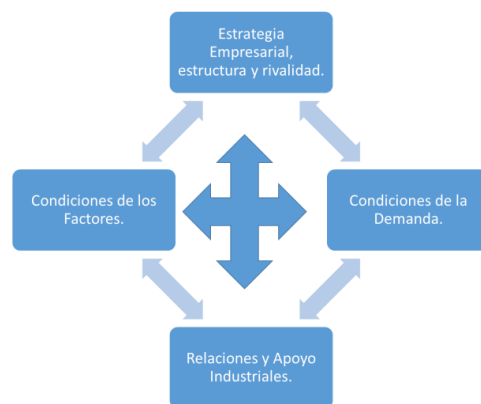 Estrategia
Empresarial,
estructura y rivalidad.
Condiciones de los
Factores.
Condiciones de la
Demanda.
Relaciones y Apoyo
Industriales.